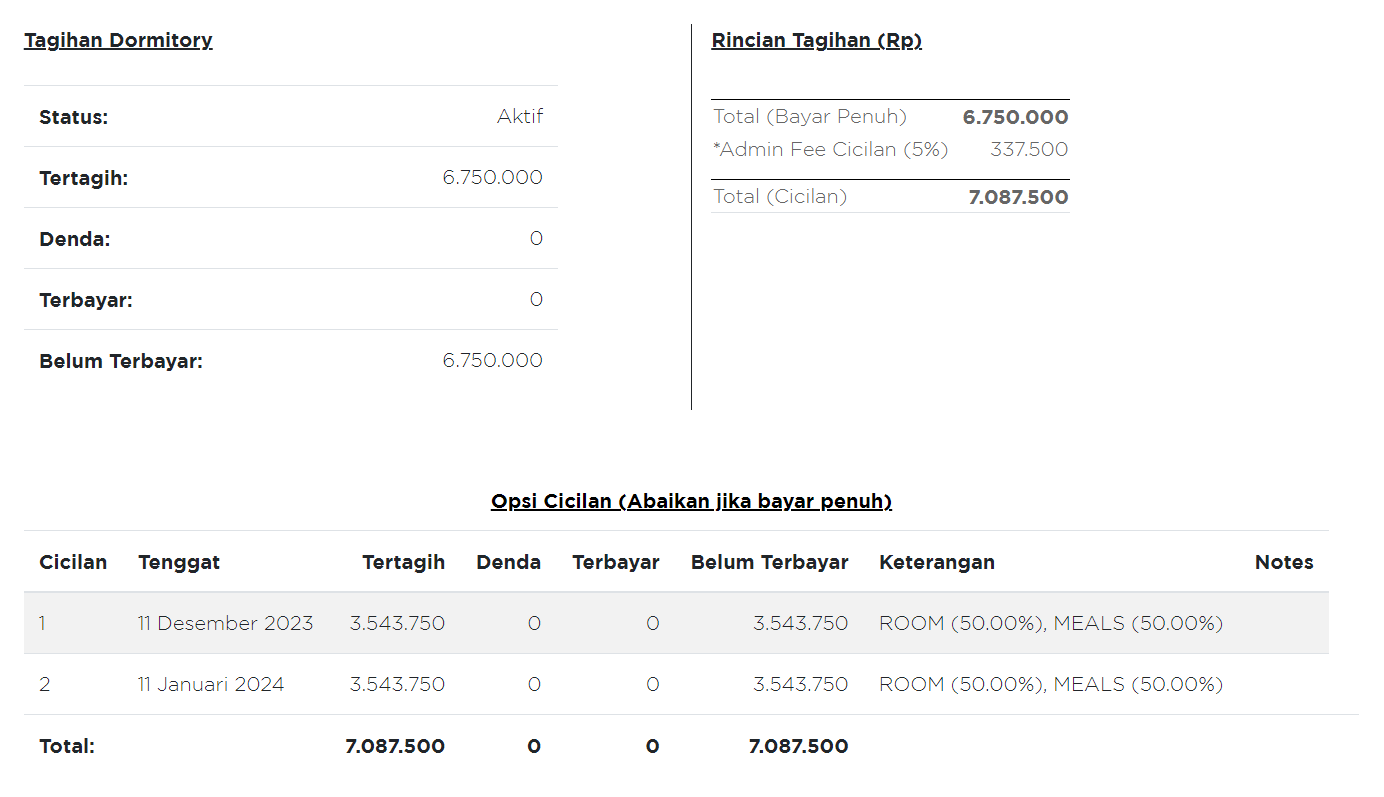 Tagihan Dormitory
Status: Aktif
Tertagih: 6.750.000
Denda: 0
Terbayar: 0
Belum Terbayar: 6.750.000
Rincian Tagihan (Rp)
Total (Bayar Penuh) 6.750.000
*Admin Fee Cicilan (5%) 337.500
Total (Cicilan) 7.087.500
Opsi Cicilan (Abaikan jika bayar penuh)
Cicilan Tenggat Tertagih Denda Terbayar Belum Terbayar Keterangan Notes
1 11 Desember 2023 3.543.750 0 0 3.543.750 ROOM (50.00%), MEALS (50.00%)
2 11 Januari 2024 3.543.750 0 0 3.543.750 ROOM (50.00%), MEALS (50.00%)
Total: 7.087.500 0 0 7.087.500